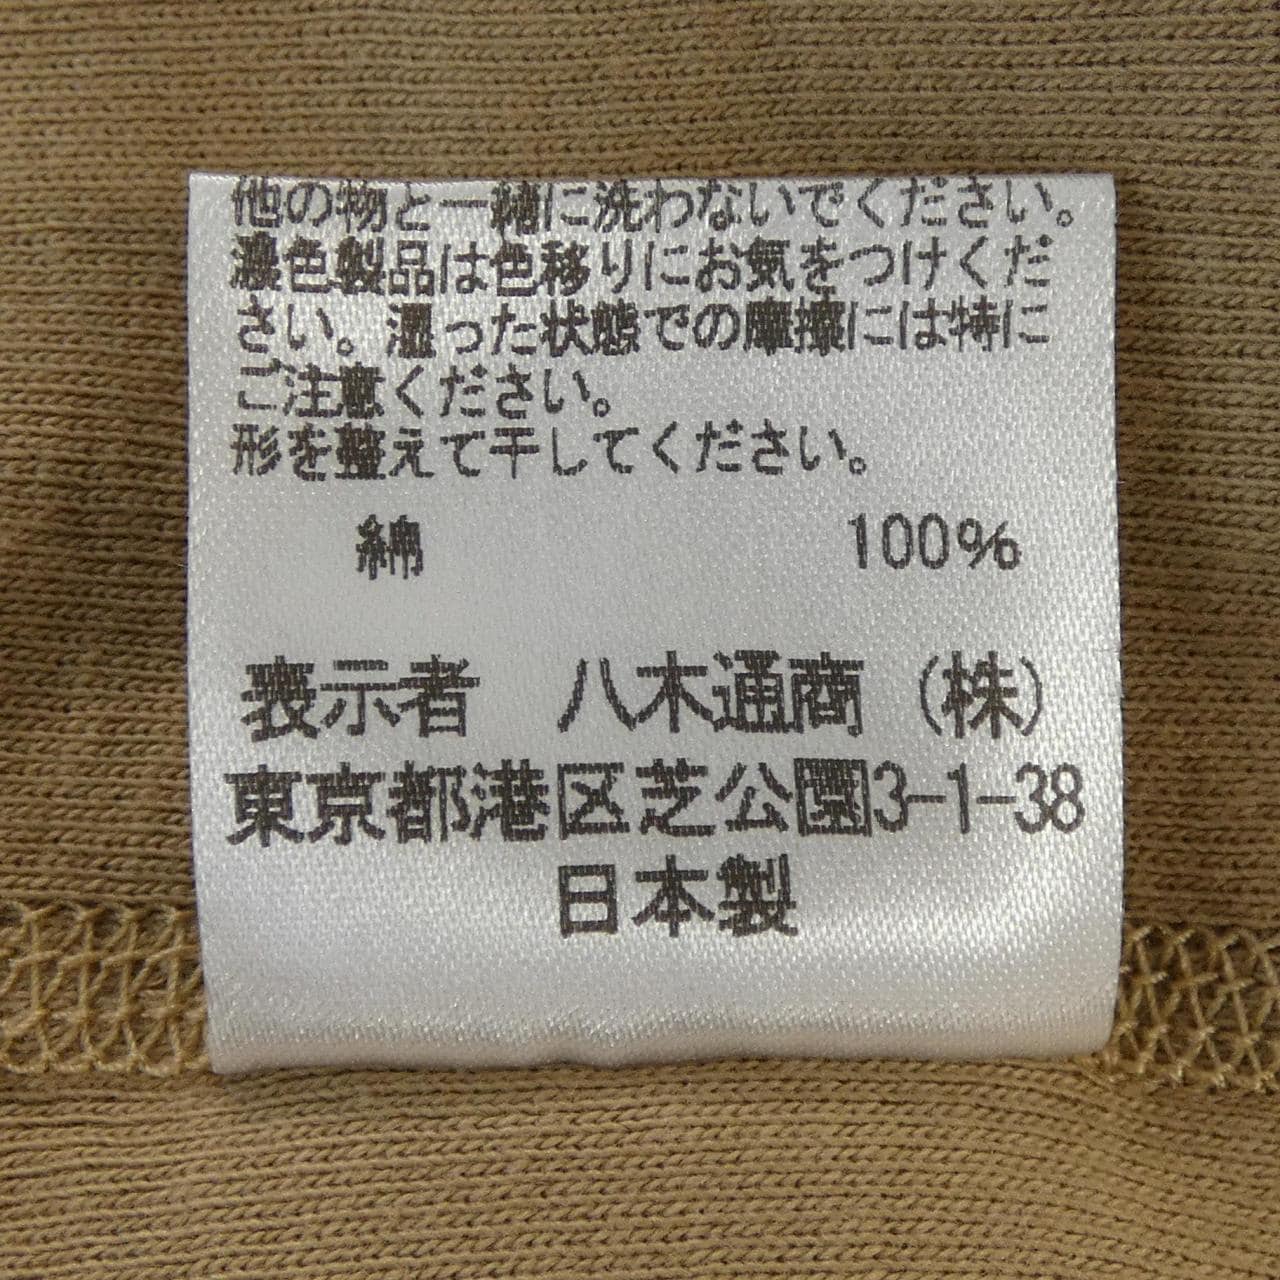 他の物と一緒に洗わないでください。
濃色製品は色移りにお気をつけくだ
さい。湿った状態での摩擦には特に
ご注意ください。
形を整えて干してください。
綿 100%
表示者 八木通商(株)
東京都港区芝公園3-1-38
日本製